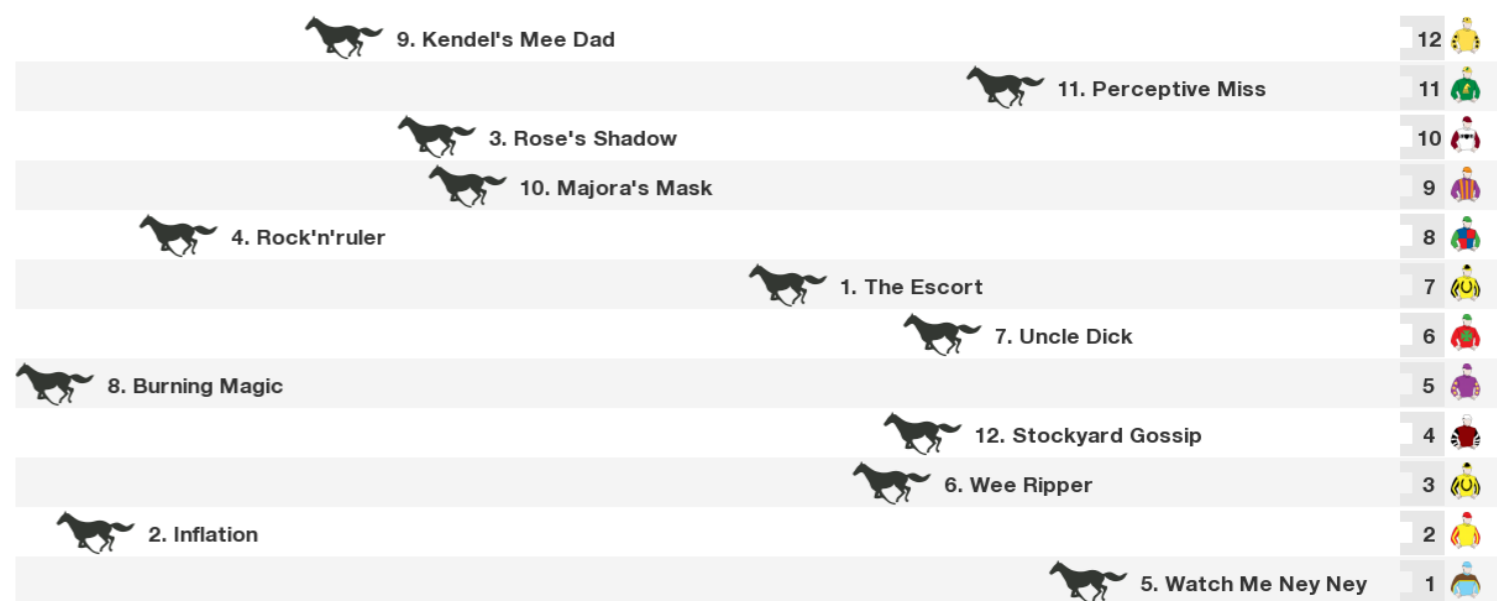 9. Kendel's Mee Dad 12
11. Perceptive Miss 11
3. Rose's Shadow 10
10. Majora's Mask 9
4. Rock'n'ruler 8
1. The Escort 7
7. Uncle Dick 6
8. Burning Magic 5
12. Stockyard Gossip 4
6. Wee Ripper 3
2. Inflation 2
5. Watch Me Ney Ney 1